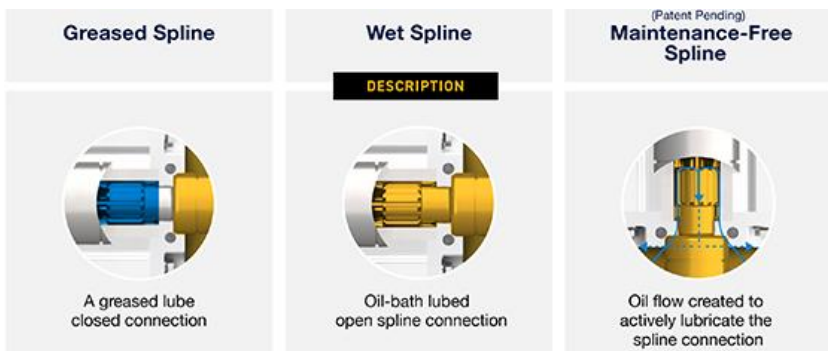 Greased Spline
Wet Spline
(Patent Pending)
Maintenance-Free
Spline
DESCRIPTION
A greased lube
closed connection
Oil-bath lubed
open spline connection
Oil flow created to
actively lubricate the
spline connection